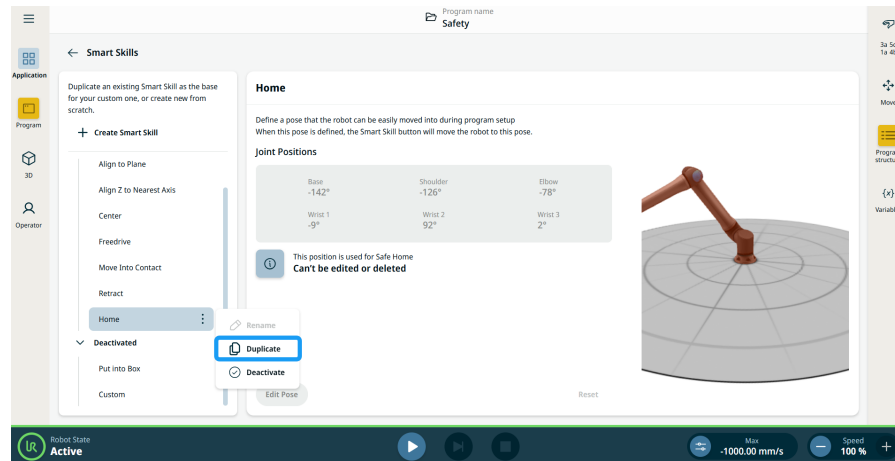 Program name
Safety
Application
Program
3D
Operator
Smart Skills
Duplicate an existing Smart Skill as the base
for your custom one, or create new from
scratch.
Create Smart Skill
Align to Plane
Align Z to Nearest Axis
Center
Freedrive
Move Into Contact
Retract
Home
Deactivated
Put into Box
Custom
Rename
Duplicate
Deactivate
Home
Define a pose that the robot can be easily moved into during program setup
When this pose is defined, the Smart Skill button will move the robot to this pose.
Joint Positions
Base Shoulder Elbow
-142° -126° -78°
Wrist 1 Wrist 2 Wrist 3
-9° 92° 2°
This position is used for Safe Home
Can't be edited or deleted
Edit Pose Reset
Move
{x}
Robot State
Active
Max
-1000.00 mm/s
Speed
100 %